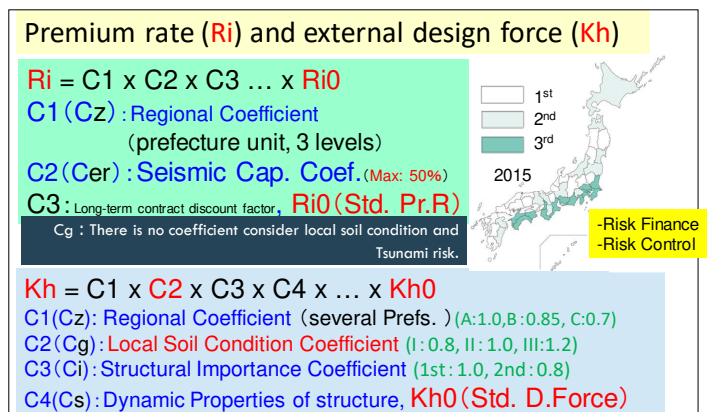 Premium rate (Ri) and external design force (Kh)
Ri = C1 x C2 x C3 ... x Ri0
C1(Cz) : Regional Coefficient
(prefecture unit, 3 levels)
C2(Cer) : Seismic Cap. Coef.(Max: 50%)
C3 : Long-term contract discount factor, Ri0(Std. Pr.R)
Cg : There is no coefficient consider local soil condition and
Tsunami risk.
1st
2nd
3rd
2015
-Risk Finance
-Risk Control
Kh = C1 x C2 x C3 x C4 x ... x Kh0
C1(Cz): Regional Coefficient (several Prefs. ) (A:1.0,B : 0.85, C:0.7)
C2(Cg) : Local Soil Condition Coefficient (I : 0.8, II : 1.0, III:1.2)
C3(Ci) : Structural Importance Coefficient (1st : 1.0, 2nd : 0.8)
C4(Cs) : Dynamic Properties of structure, Kh0(Std. D.Force)